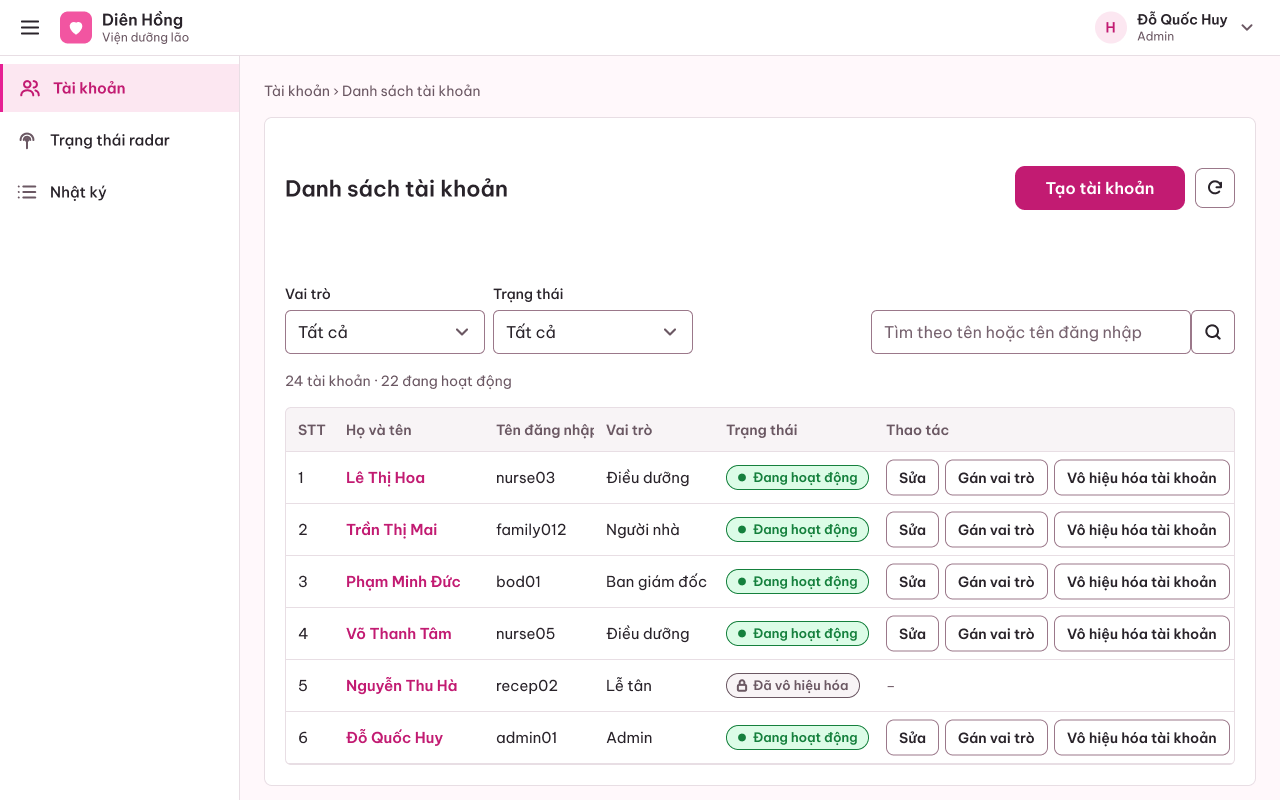 Diên Hồng
Viện dưỡng lão
H
Đỗ Quốc Huy
Admin
Tài khoản
Trạng thái radar
Nhật ký
Tài khoản › Danh sách tài khoản
Danh sách tài khoản
Tạo tài khoản
Vai trò
Trạng thái
Tất cả
Tất cả
Tìm theo tên hoặc tên đăng nhập
24 tài khoản · 22 đang hoạt động
STT Họ và tên Tên đăng nhập Vai trò Trạng thái Thao tác
1 Lê Thị Hoa nurse03 Điều dưỡng Đang hoạt động Sửa Gán vai trò Vô hiệu hóa tài khoản
2 Trần Thị Mai family012 Người nhà Đang hoạt động Sửa Gán vai trò Vô hiệu hóa tài khoản
3 Phạm Minh Đức bod01 Ban giám đốc Đang hoạt động Sửa Gán vai trò Vô hiệu hóa tài khoản
4 Võ Thanh Tâm nurse05 Điều dưỡng Đang hoạt động Sửa Gán vai trò Vô hiệu hóa tài khoản
5 Nguyễn Thu Hà recep02 Lễ tân Đã vô hiệu hóa –
6 Đỗ Quốc Huy admin01 Admin Đang hoạt động Sửa Gán vai trò Vô hiệu hóa tài khoản